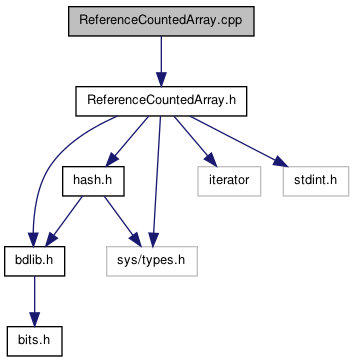 ReferenceCountedArray.cpp
ReferenceCountedArray.h
hash.h
iterator
stdint.h
bdlib.h
sys/types.h
bits.h